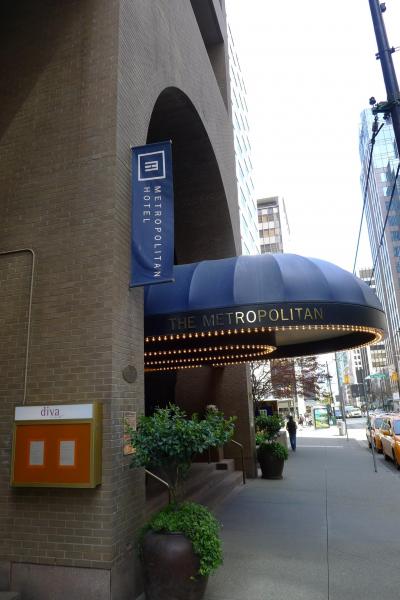 METROPOLITAN
HOTEL
THE METROPOLITAN
diva